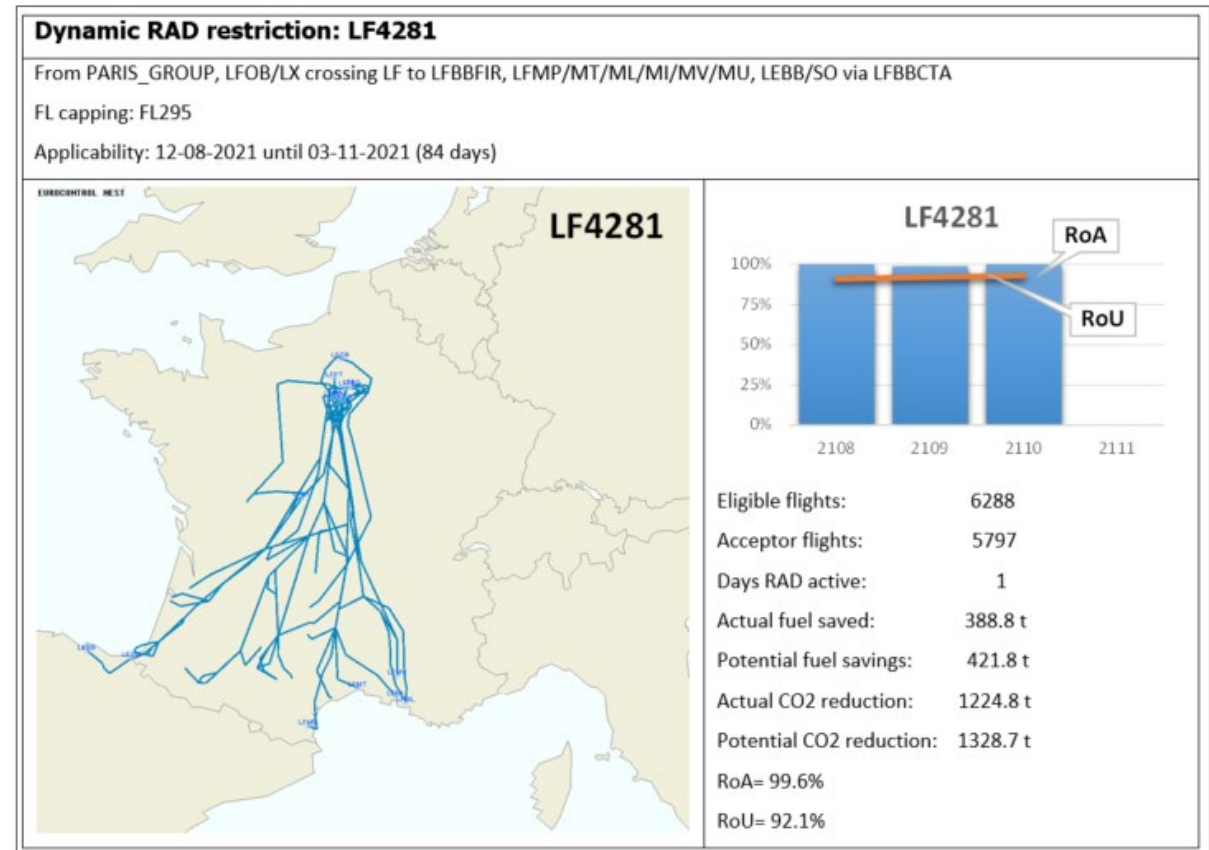 Dynamic RAD restriction: LF4281
From PARIS_GROUP, LFOB/LX crossing LF to LFBBFIR, LFMP/MT/ML/MI/MV/MU, LEBB/SO via LFBBCTA
FL capping: FL295
Applicability: 12-08-2021 until 03-11-2021 (84 days)
EUROCONTROL NEST
LF4281
LFOB
LFMT
LF4281
RoA
RoU
100%
75%
50%
25%
0%
2108 2109 2110 2111
Eligible flights: 6288
Acceptor flights: 5797
Days RAD active: 1
Actual fuel saved: 388.8 t
Potential fuel savings: 421.8 t
Actual CO2 reduction: 1224.8 t
Potential CO2 reduction: 1328.7 t
RoA= 99.6%
RoU= 92.1%